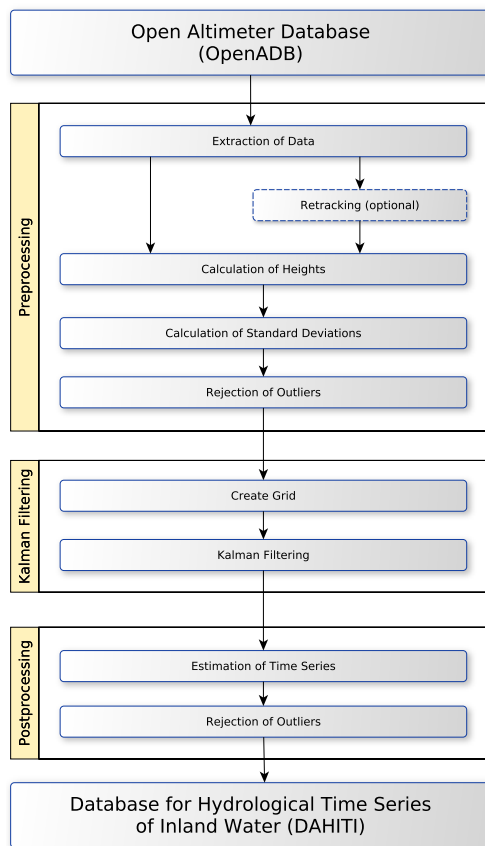 Open Altimeter Database
(OpenADB)
Preprocessing
Extraction of Data
Retracking (optional)
Calculation of Heights
Calculation of Standard Deviations
Rejection of Outliers
Kalman Filtering
Create Grid
Kalman Filtering
Postprocessing
Estimation of Time Series
Rejection of Outliers
Database for Hydrological Time Series
of Inland Water (DAHITI)